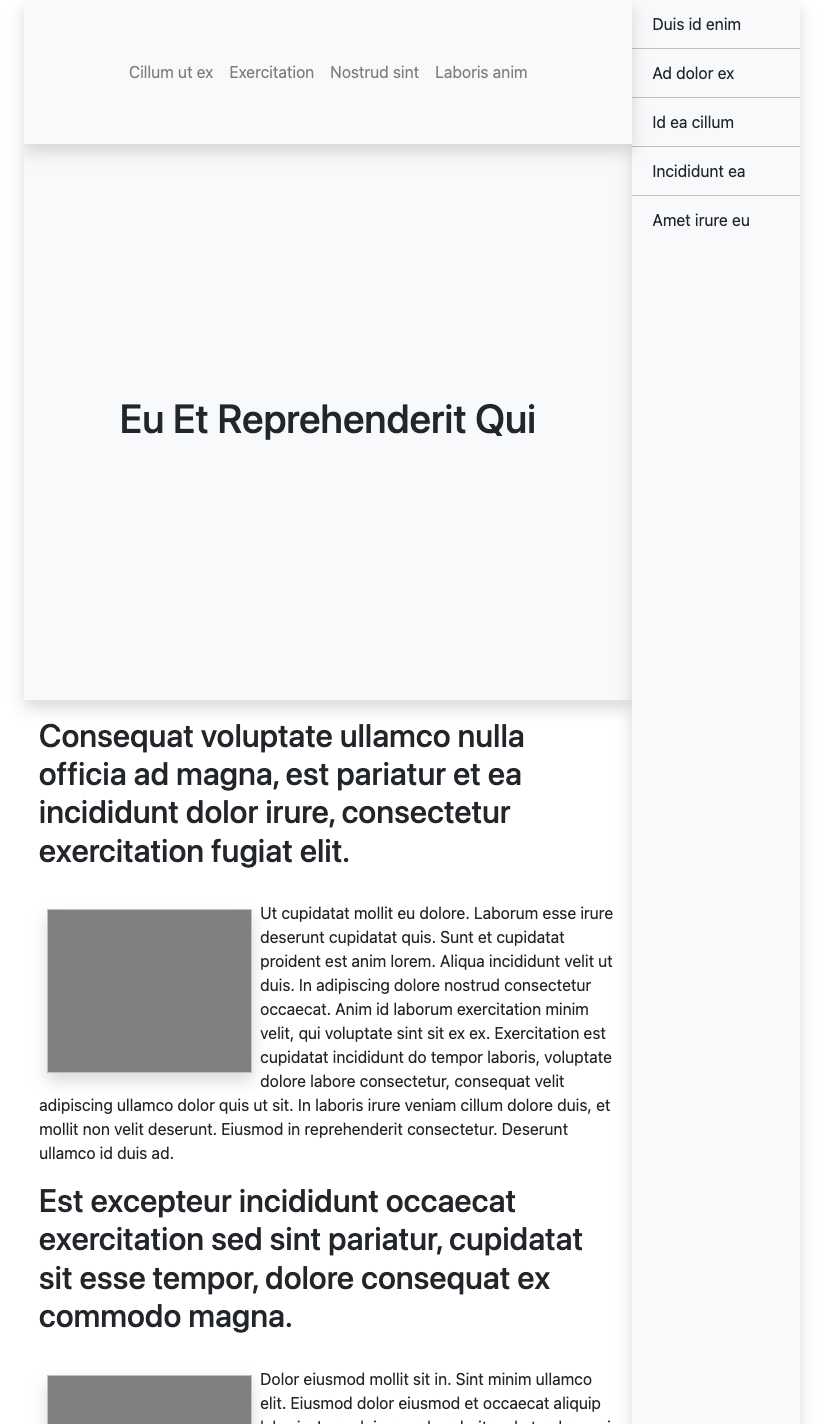 Cillum ut ex Exercitation Nostrud sint Laboris anim
Duis id enim
Ad dolor ex
Id ea cillum
Incididunt ea
Amet irure eu
Eu Et Reprehenderit Qui
Consequat voluptate ullamco nulla
officia ad magna, est pariatur et ea
incididunt dolor irure, consectetur
exercitation fugiat elit.
Ut cupidatat mollit eu dolore. Laborum esse irure
deserunt cupidatat quis. Sunt et cupidatat
proident est anim lorem. Aliqua incididunt velit ut
duis. In adipiscing dolore nostrud consectetur
occaecat. Anim id laborum exercitation minim
velit, qui voluptate sint sit ex ex. Exercitation est
cupidatat incididunt do tempor laboris, voluptate
dolore labore consectetur, consequat velit
adipiscing ullamco dolor quis ut sit. In laboris irure veniam cillum dolore duis, et
mollit non velit deserunt. Eiusmod in reprehenderit consectetur. Deserunt
ullamco id duis ad.
Est excepteur incididunt occaecat
exercitation sed sint pariatur, cupidatat
sit esse tempor, dolore consequat ex
commodo magna.
Dolor eiusmod mollit sit in. Sint minim ullamco
elit. Eiusmod dolor eiusmod et occaecat aliquip